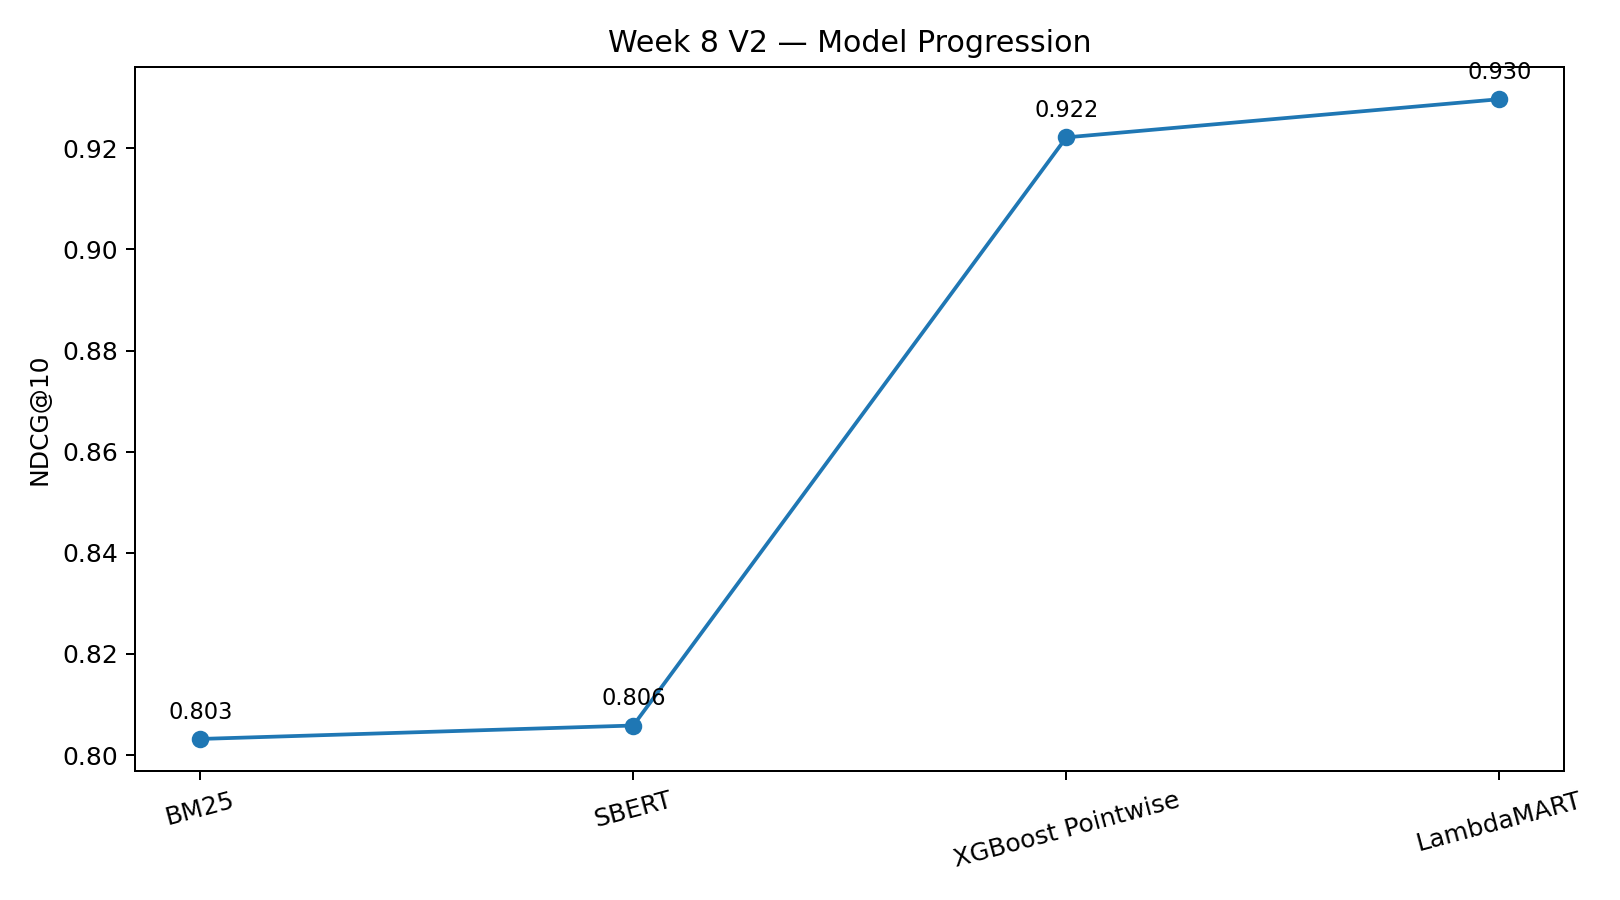 Week 8 V2 — Model Progression
NDCG@10
0.92
0.90
0.88
0.86
0.84
0.82
0.80
0.803
0.806
0.922
0.930
BM25
SBERT
XGBoost Pointwise
LambdaMART